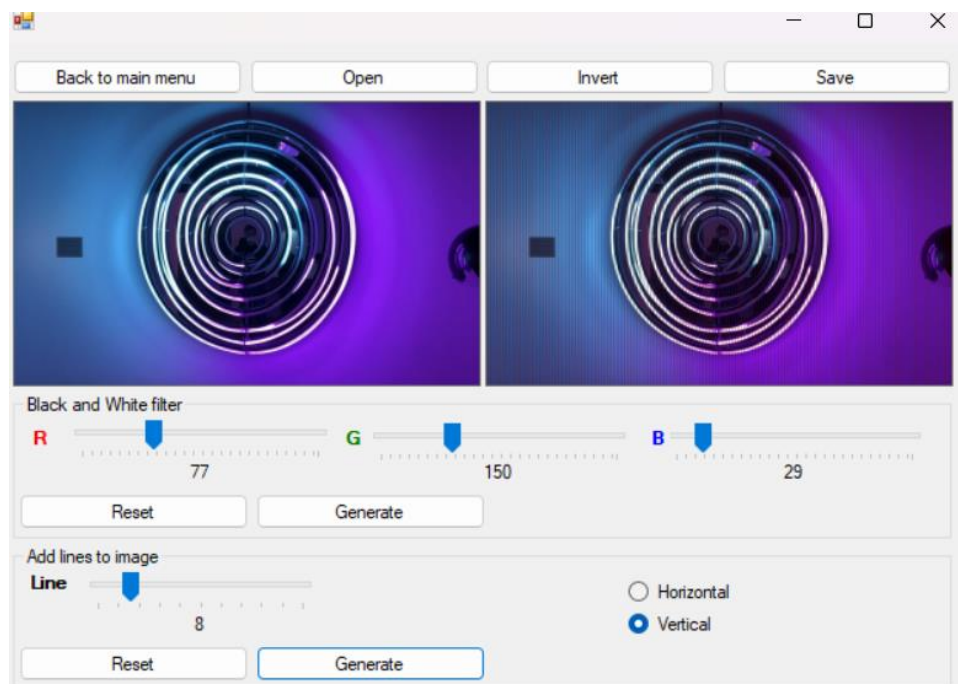 Back to main menu Open Invert Save
Black and White filter
R G B
77 150 29
Reset Generate
Add lines to image
Line
Horizontal
8
Vertical
Reset Generate